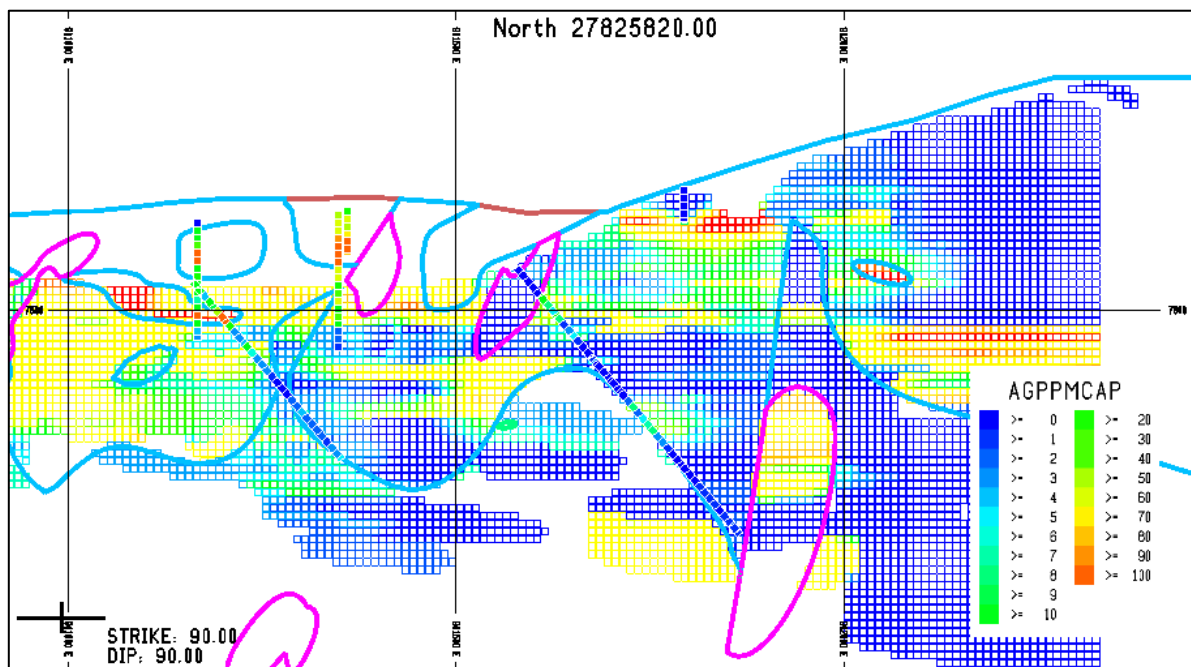 North 27825820.00
7500
AGPPMCAP
>= 0 >= 20
>= 1 >= 30
>= 2 >= 40
>= 3 >= 50
>= 4 >= 60
>= 5 >= 70
>= 6 >= 80
>= 7 >= 90
>= 8 >= 100
>= 9
>= 10
STRIKE: 90.00
DIP: 90.00